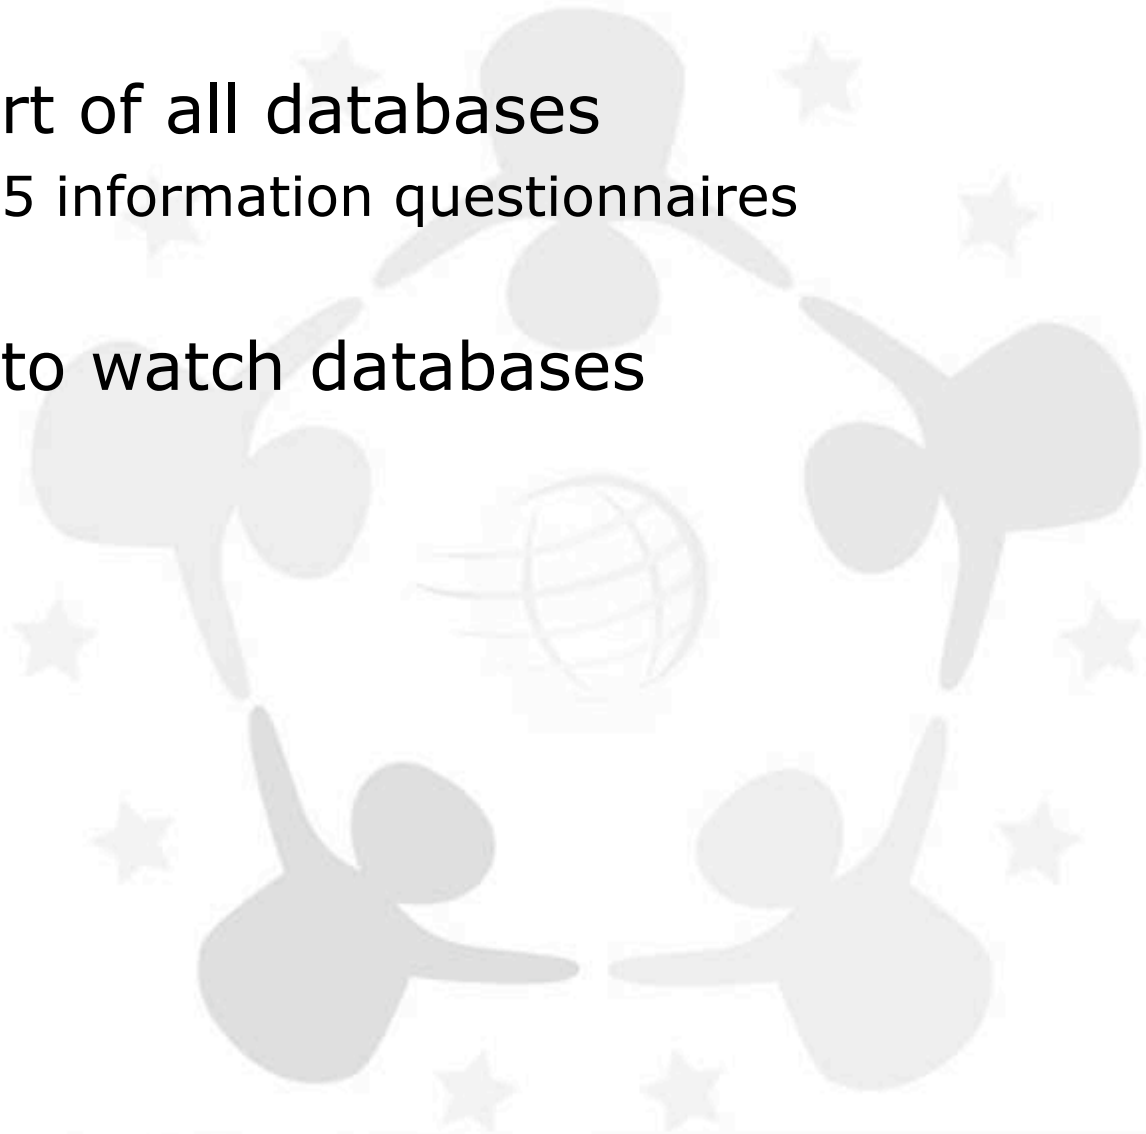 rt of all databases
5 information questionnaires
to watch databases